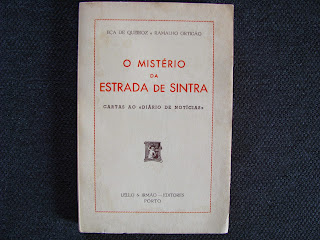 EÇA DE QUEIROZ E RAMALHO ORTIGÃO
O MISTÉRIO
DA
ESTRADA DE SINTRA
CARTAS AO «DIÁRIO DE NOTÍCIAS»
LELLO & IRMÃO — EDITORES
PORTO